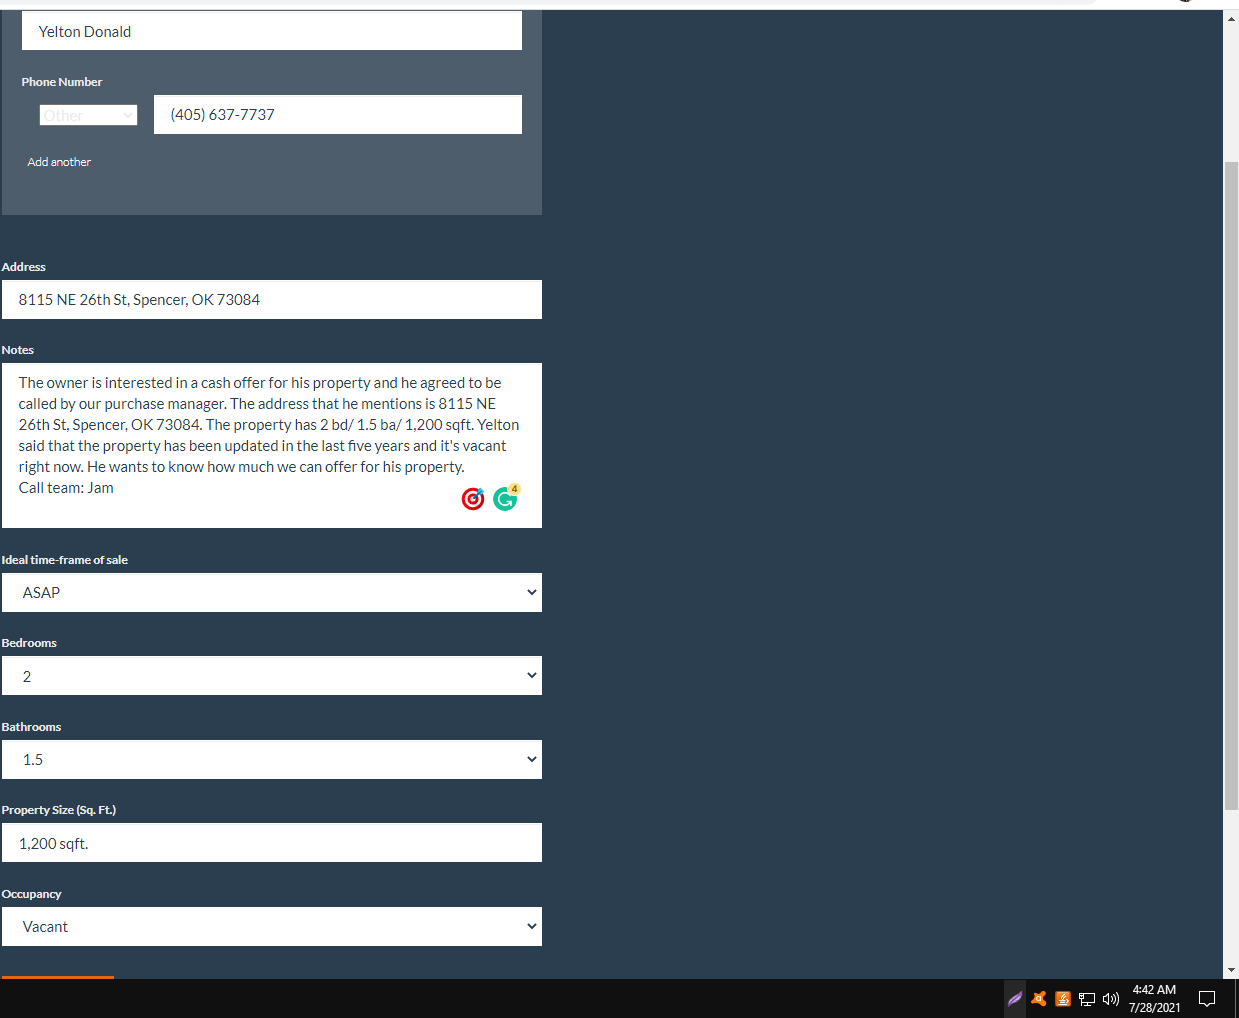 Yelton Donald
Phone Number
Other
(405) 637-7737
Add another
Address
8115 NE 26th St, Spencer, OK 73084
Notes
The owner is interested in a cash offer for his property and he agreed to be
called by our purchase manager. The address that he mentions is 8115 NE
26th St, Spencer, OK 73084. The property has 2 bd/ 1.5 ba/ 1,200 sqft. Yelton
said that the property has been updated in the last five years and it's vacant
right now. He wants to know how much we can offer for his property.
Call team: Jam
4
Ideal time-frame of sale
ASAP
Bedrooms
2
Bathrooms
1.5
Property Size (Sq. Ft.)
1,200 sqft.
Occupancy
Vacant
4:42 AM
7/28/2021